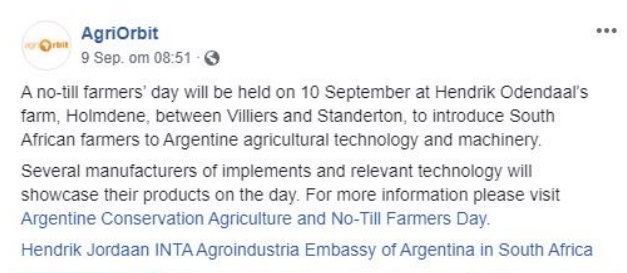 AgriOrbit
agriOrbit
9 Sep. om 08:51 ·
A no-till farmers' day will be held on 10 September at Hendrik Odendaal's
farm, Holmdene, between Villiers and Standerton, to introduce South
African farmers to Argentine agricultural technology and machinery.
Several manufacturers of implements and relevant technology will
showcase their products on the day. For more information please visit
Argentine Conservation Agriculture and No-Till Farmers Day.
Hendrik Jordaan INTA Agroindustria Embassy of Argentina in South Africa